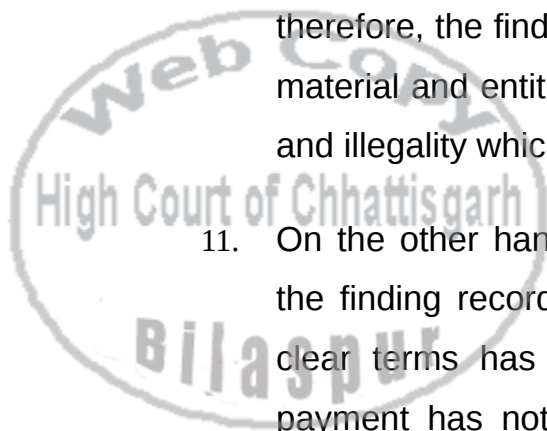 therefore, the find
Web Copy
material and entit
and illegality whic
High Court of Chhattisgarh
11. On the other han
the finding record
Bilaspur
clear terms has
payment has not